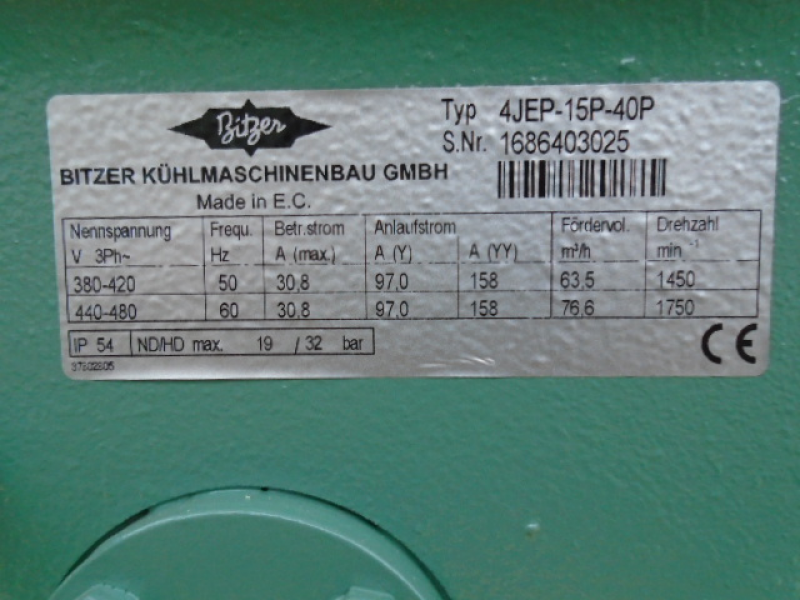 Bitzer
Typ 4JEP-15P-40P
S.Nr. 1686403025
BITZER KÜHLMASCHINENBAU GMBH
Made in E.C.
Nennspannung Frequ. Betr.strom Anlaufstrom Fördervol. Drehzahl
V 3Ph~ Hz A (max.) A (Y) A (YY) m³/h min⁻¹
380-420 50 30,8 97,0 158 63,5 1450
440-480 60 30,8 97,0 158 76,6 1750
IP 54 ND/HD max. 19 / 32 bar
CE